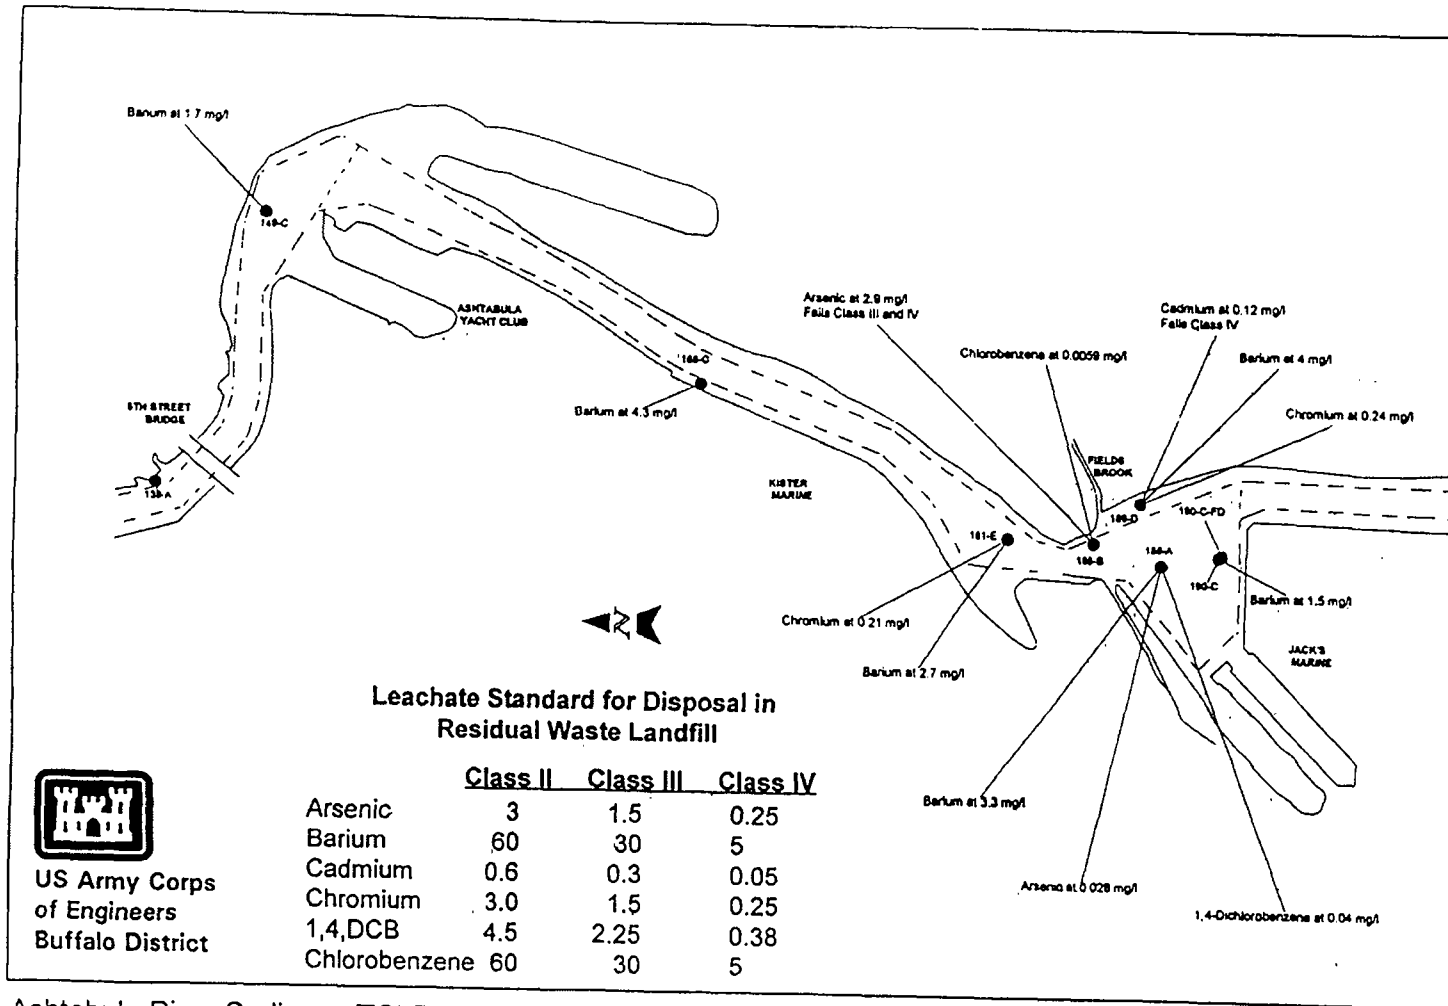 Barium at 1.7 mg/l
149-C
ASHTABULA
YACHT CLUB
5TH STREET
BRIDGE
Barium at 4.3 mg/l
KISTER
MARINE
Arsenic at 2.9 mg/l
Fails Class III and IV
Chlorobenzene at 0.0059 mg/l
Cadmium at 0.12 mg/l
Fails Class IV
Barium at 4 mg/l
Chromium at 0.24 mg/l
FIELDS
BROOK
181-E
190-C-FD
190-C
Barium at 1.5 mg/l
JACK'S
MARINE
Chromium at 0.21 mg/l
Barium at 2.7 mg/l
N
Barium at 3.3 mg/l
Arsenic at 0.028 mg/l
1,4-Dichlorobenzene at 0.04 mg/l
Leachate Standard for Disposal in
Residual Waste Landfill
Class II Class III Class IV
Arsenic 3 1.5 0.25
Barium 60 30 5
Cadmium 0.6 0.3 0.05
Chromium 3.0 1.5 0.25
1,4,DCB 4.5 2.25 0.38
Chlorobenzene 60 30 5
US Army Corps
of Engineers
Buffalo District